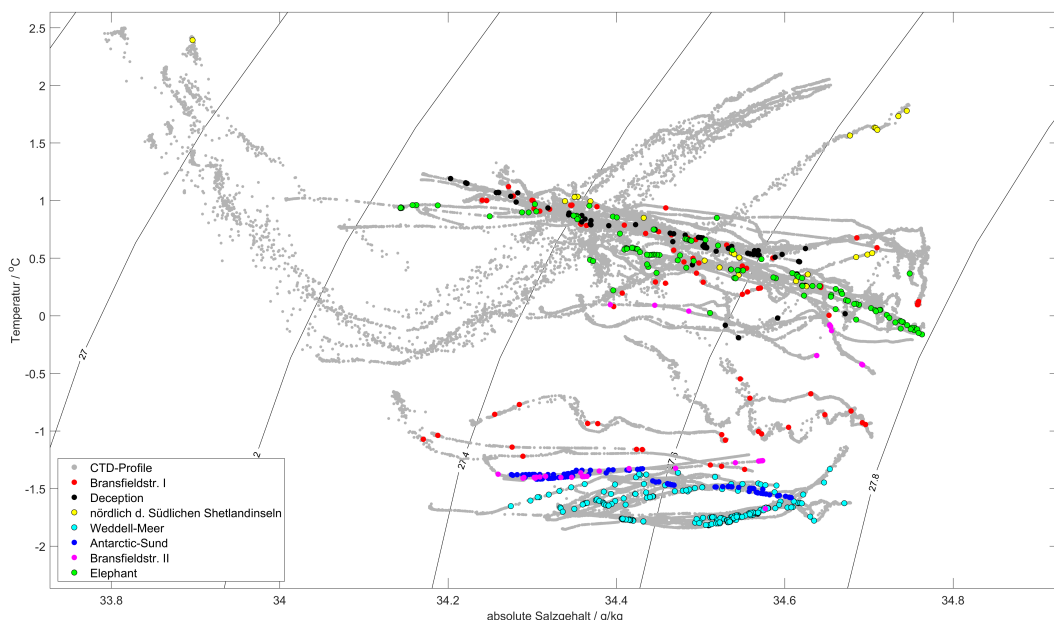 2.5
2
1.5
1
0.5
0
-0.5
-1
-1.5
-2
Temperatur / °C
27
2
27.4
27.8
CTD-Profile
Bransfieldstr. I
Deception
nördlich d. Südlichen Shetlandinseln
Weddell-Meer
Antarctic-Sund
Bransfieldstr. II
Elephant
33.8
34
34.2
34.4
34.6
34.8
absolute Salzgehalt / g/kg